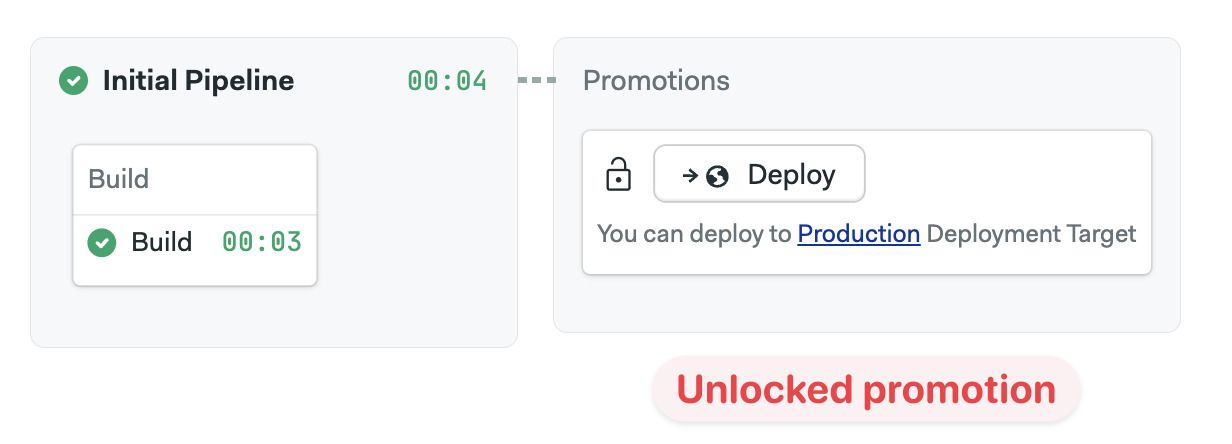 Initial Pipeline 00:04
Build
Build 00:03
Promotions
Deploy
You can deploy to Production Deployment Target
Unlocked promotion